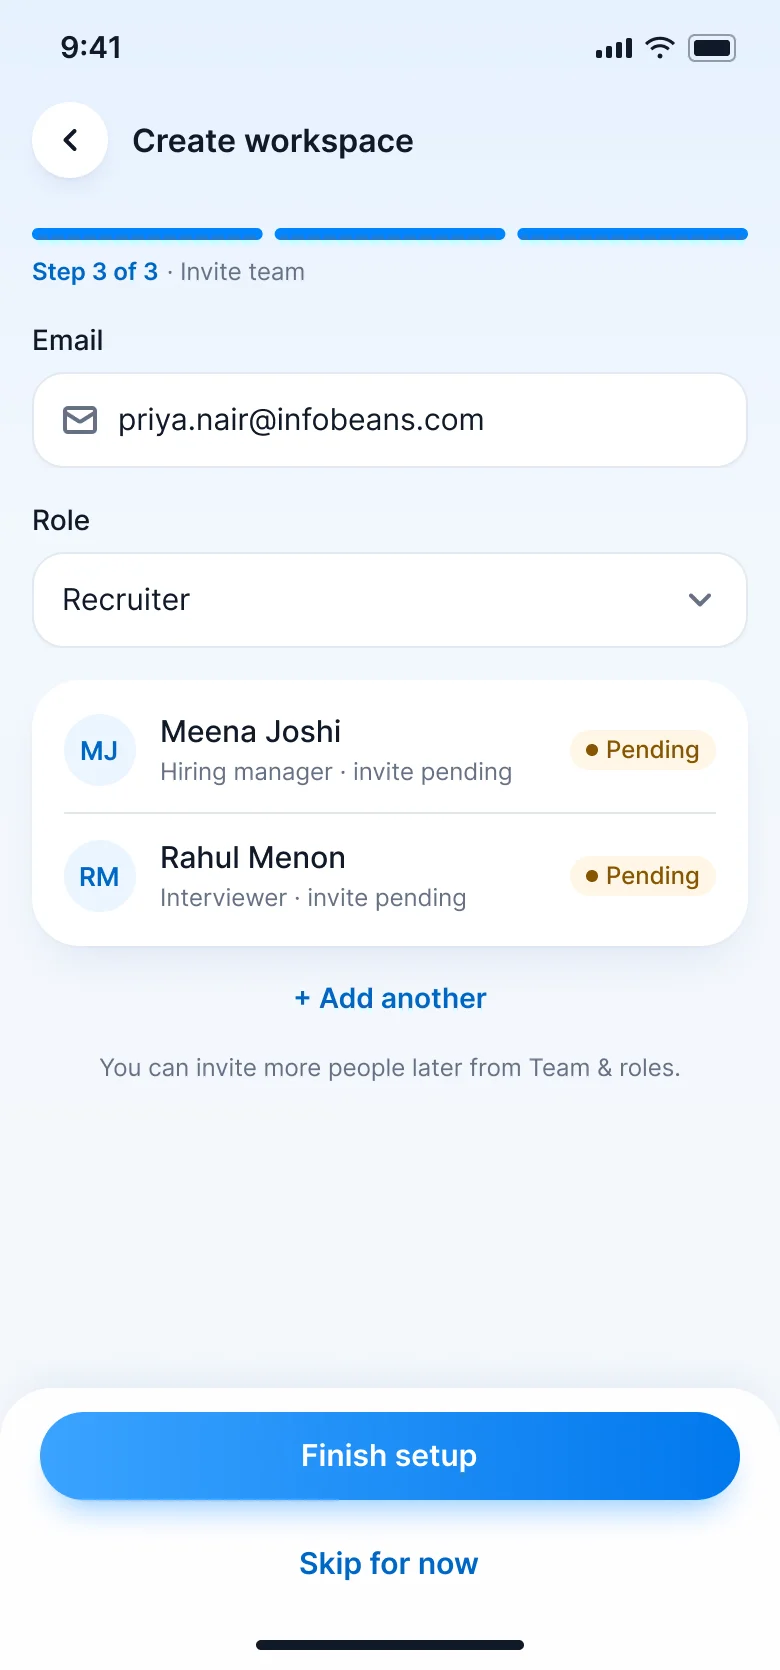 9:41
Create workspace
Step 3 of 3 · Invite team
Email
priya.nair@infobeans.com
Role
Recruiter
MJ
Meena Joshi
Hiring manager · invite pending
Pending
RM
Rahul Menon
Interviewer · invite pending
Pending
+ Add another
You can invite more people later from Team & roles.
Finish setup
Skip for now